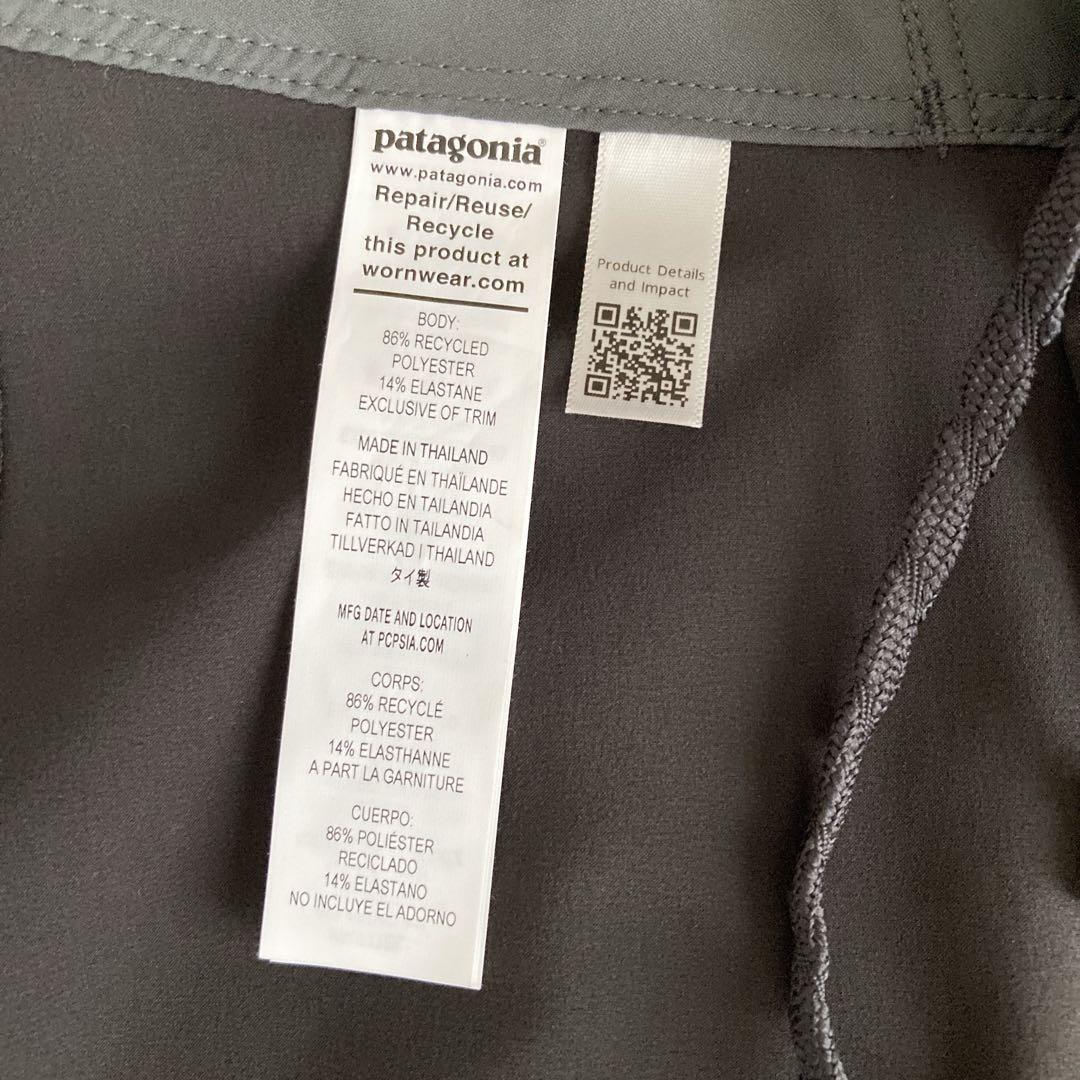 patagonia®
www.patagonia.com
Repair/Reuse/
Recycle
this product at
wornwear.com
BODY:
86% RECYCLED
POLYESTER
14% ELASTANE
EXCLUSIVE OF TRIM
MADE IN THAILAND
FABRIQUÉ EN THAÏLANDE
HECHO EN TAILANDIA
FATTO IN TAILANDIA
TILLVERKAD I THAILAND
タイ製
MFG DATE AND LOCATION
AT PCPSIA.COM
CORPS:
86% RECYCLÉ
POLYESTER
14% ELASTHANNE
A PART LA GARNITURE
CUERPO:
86% POLIÉSTER
RECICLADO
14% ELASTANO
NO INCLUYE EL ADORNO
Product Details
and Impact